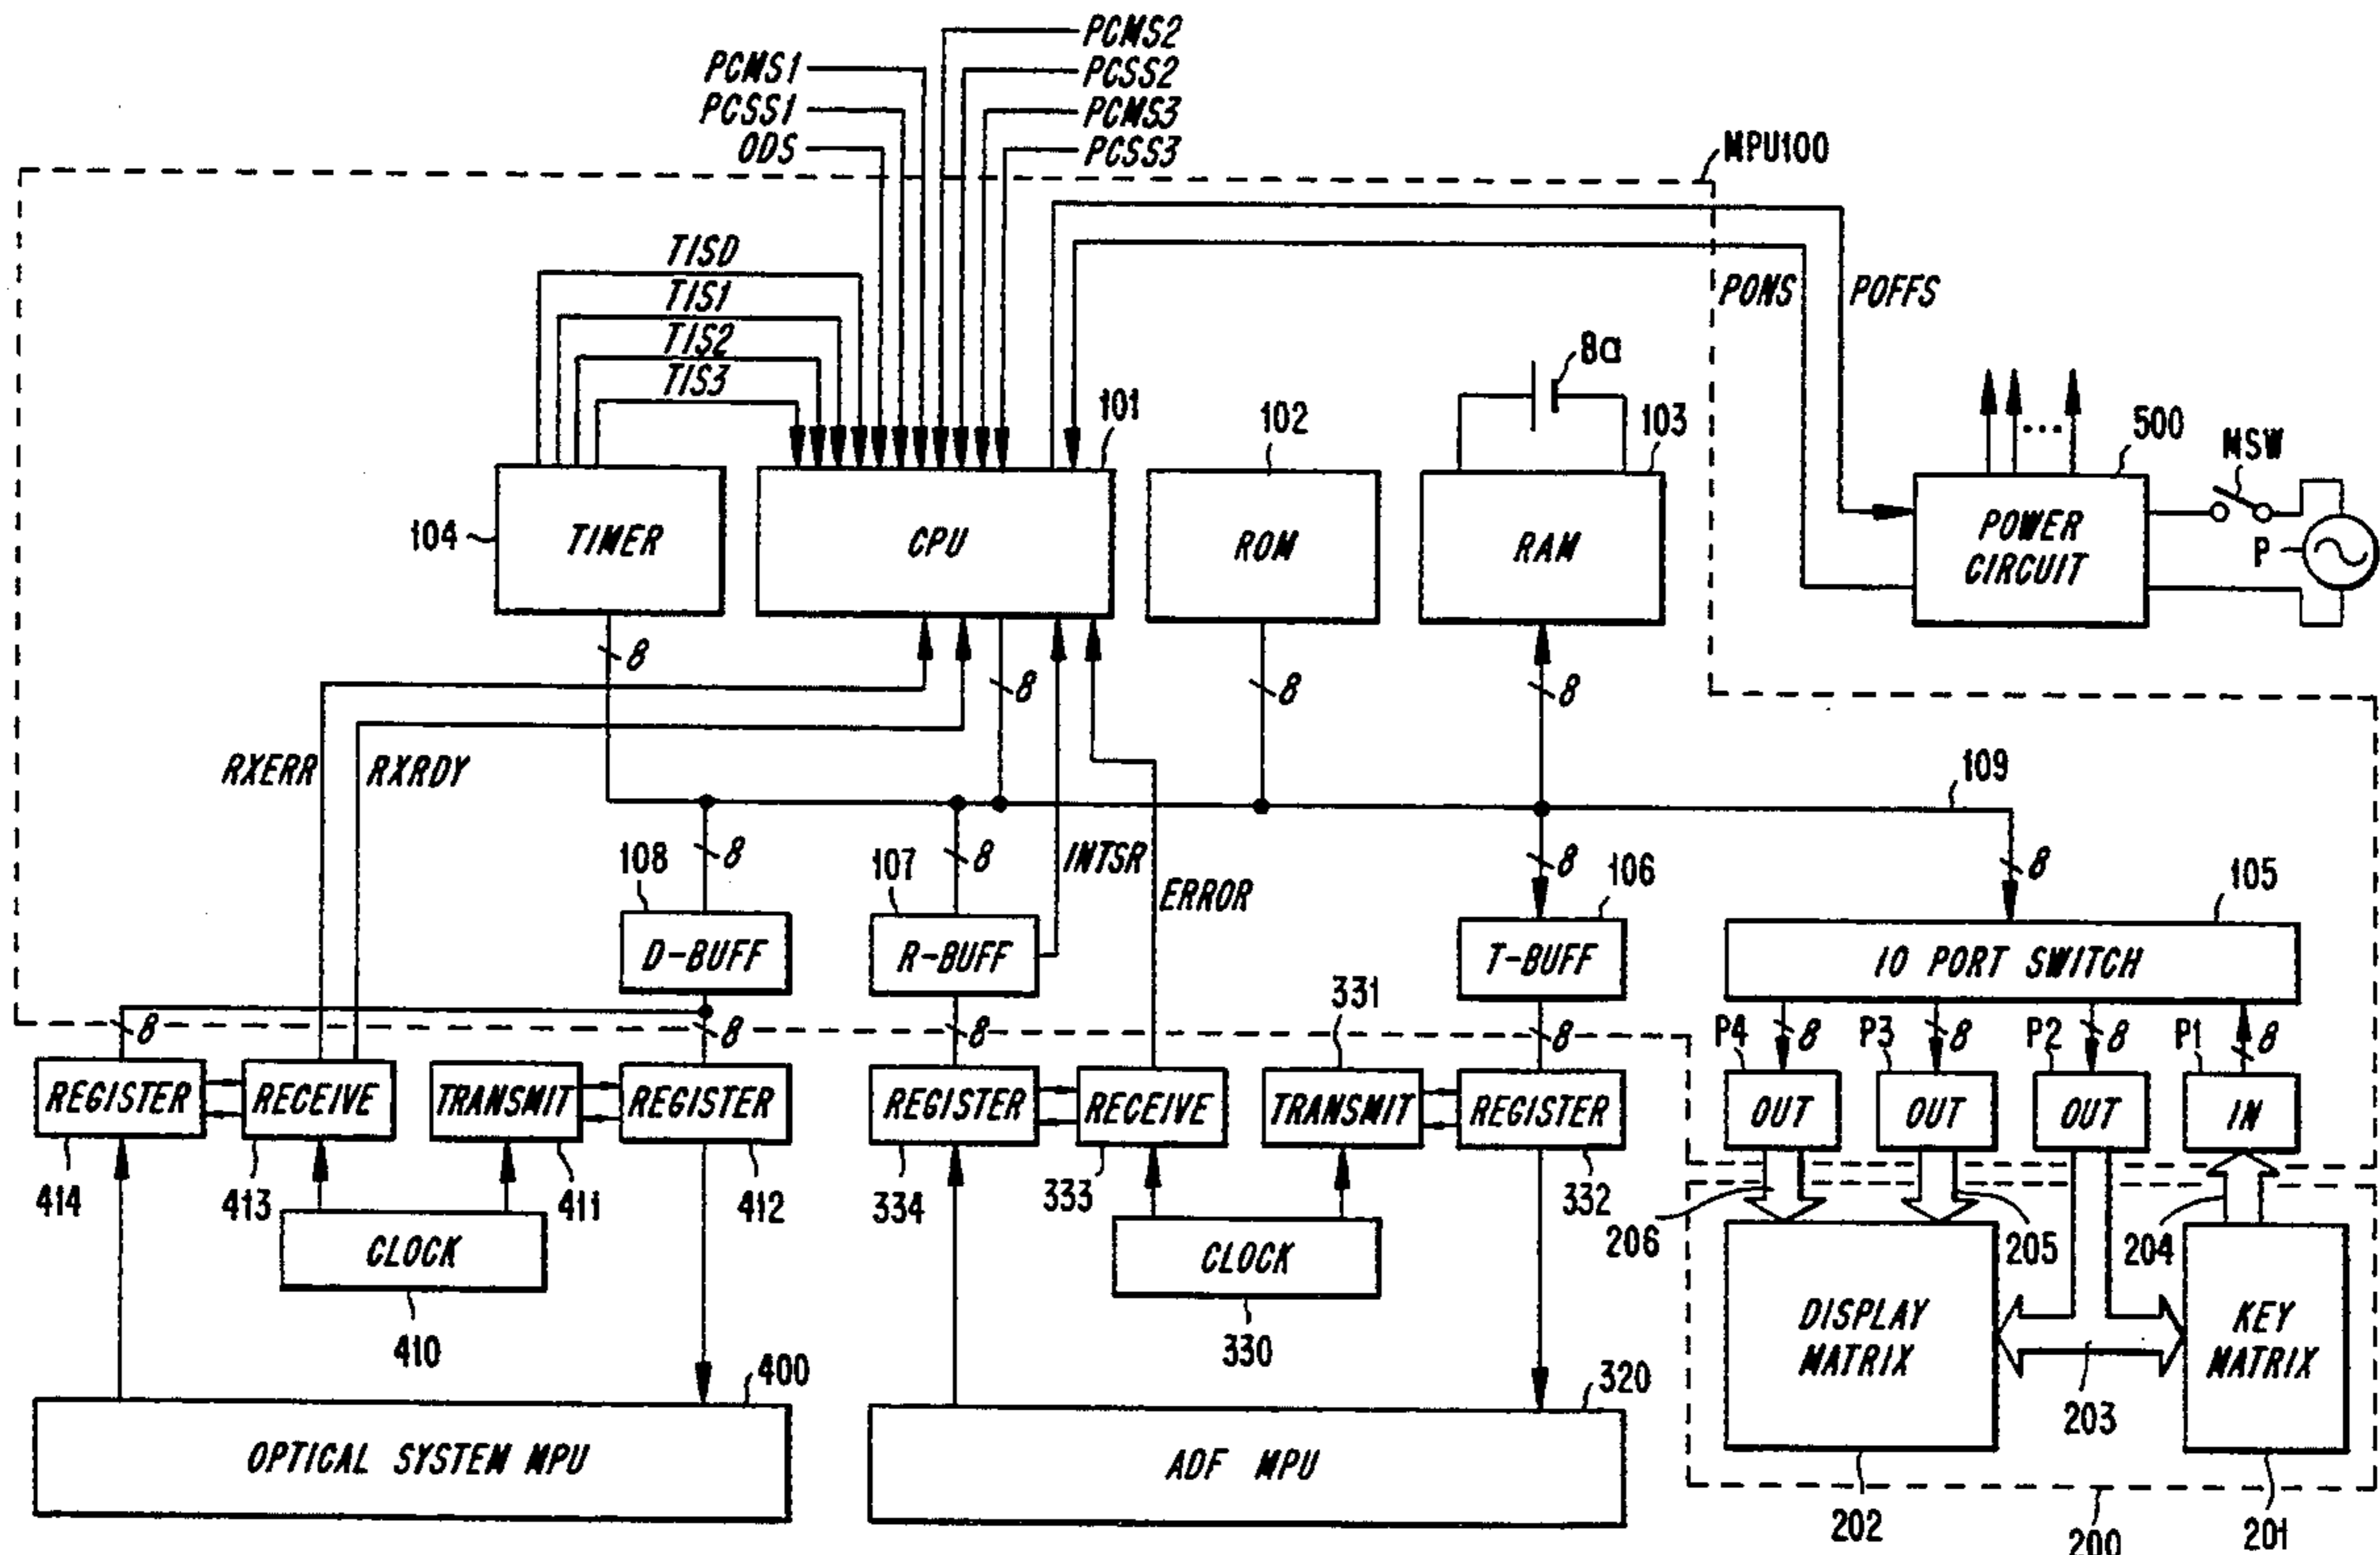 PCMS2
PCMS1 PCSS2
PCSS1 PCMS3
ODS PCSS3
MPU100
TISD
TIS1
TIS2
TIS3
PONS POFFS
8a
101 102 103 500 MSW
104 TIMER CPU ROM RAM POWER CIRCUIT P
8 8 8 8
RXERR RXRDY 109
108 8 107 8 INTSR ERROR 8 106 8 105
D-BUFF R-BUFF T-BUFF IO PORT SWITCH
331
8 8 8 8 P4 8 P3 8 P2 8 P1 8
REGISTER RECEIVE TRANSMIT REGISTER REGISTER RECEIVE TRANSMIT REGISTER OUT OUT OUT IN
414 413 411 412 334 333 332
206 205 204
CLOCK CLOCK
410 330
DISPLAY MATRIX KEY MATRIX
203
400 320
OPTICAL SYSTEM MPU ADF MPU
202 200 201